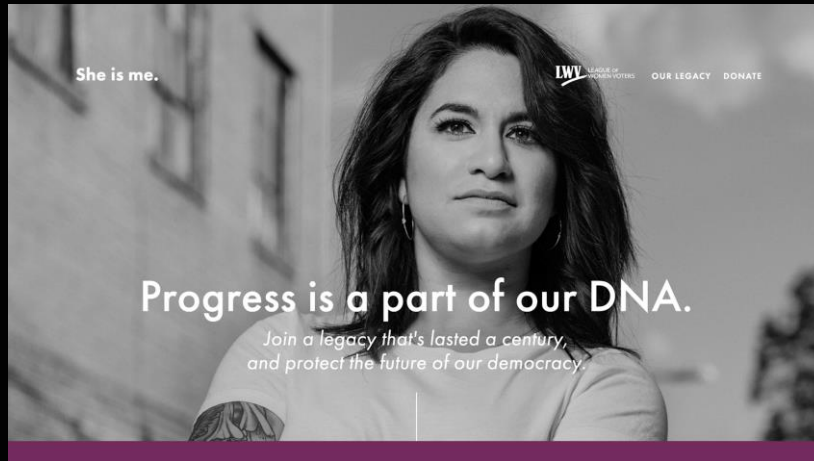 She is me.
LWV LEAGUE OF
WOMEN VOTERS
OUR LEGACY
DONATE
Progress is a part of our DNA.
Join a legacy that's lasted a century,
and protect the future of our democracy.